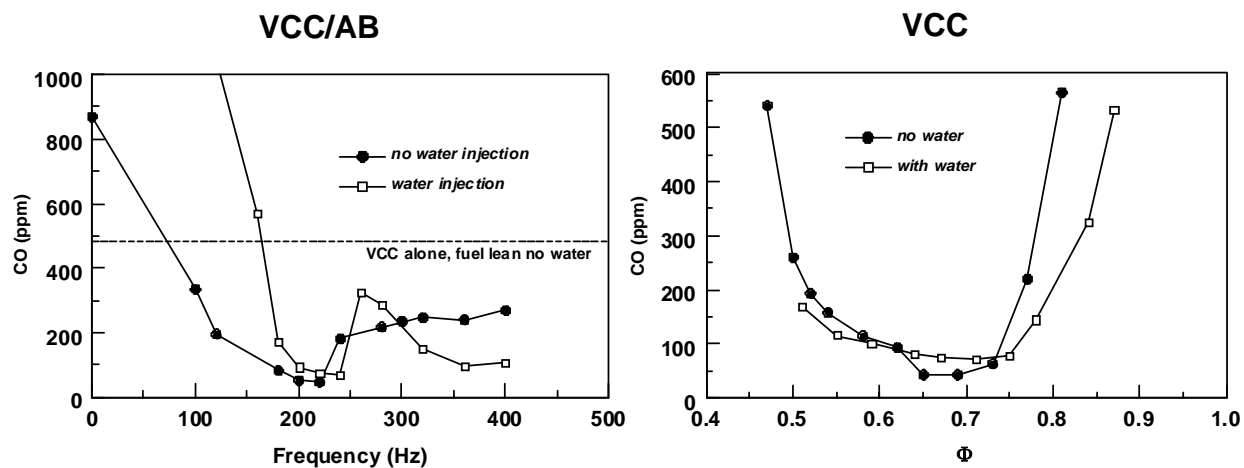 VCC/AB
1000
800
600
400
200
0
CO (ppm)
no water injection
water injection
VCC alone, fuel lean no water
0 100 200 300 400 500
Frequency (Hz)
VCC
600
500
400
300
200
100
0
CO (ppm)
no water
with water
0.4 0.5 0.6 0.7 0.8 0.9 1.0
Φ